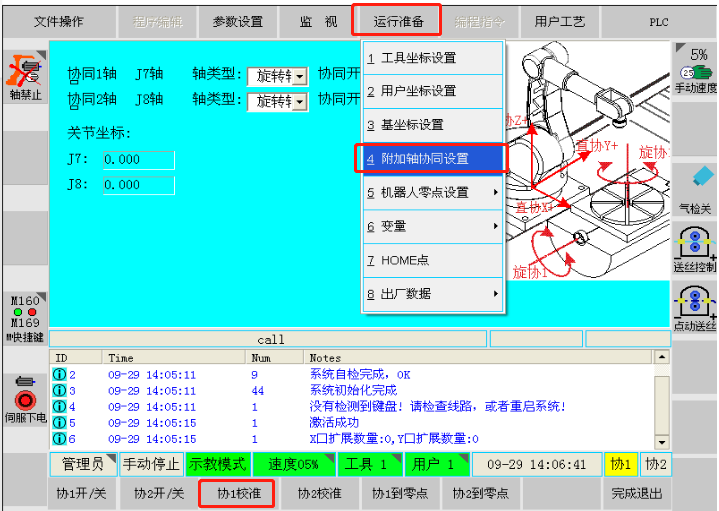 文件操作 程序编辑 参数设置 监 视 运行准备 编程指令 用户工艺 PLC
轴禁止
协同1轴 J7轴 轴类型: 旋转轴 协同开
协同2轴 J8轴 轴类型: 旋转轴 协同开
关节坐标:
J7: 0.000
J8: 0.000
1 工具坐标设置
2 用户坐标设置
3 基坐标设置
4 附加轴协同设置
5 机器人零点设置
6 变量
7 HOME点
8 出厂数据
协Z+
直协Y+
旋协
直协X+
旋协1
5%
手动速度
气检关
送丝控制
点动送丝
M160
M169
M快捷键
伺服下电
call
ID Time Num Notes
2 09-29 14:05:11 9 系统自检完成, OK
3 09-29 14:05:11 44 系统初始化完成
4 09-29 14:05:11 1 没有检测到键盘! 请检查线路, 或者重启系统!
5 09-29 14:05:15 1 激活成功
6 09-29 14:05:15 1 X口扩展数量:0,Y口扩展数量:0
管理员 手动停止 示教模式 速度05% 工具 1 用户 1 09-29 14:06:41 协1 协2
协1开/关 协2开/关 协1校准 协2校准 协1到零点 协2到零点 完成退出